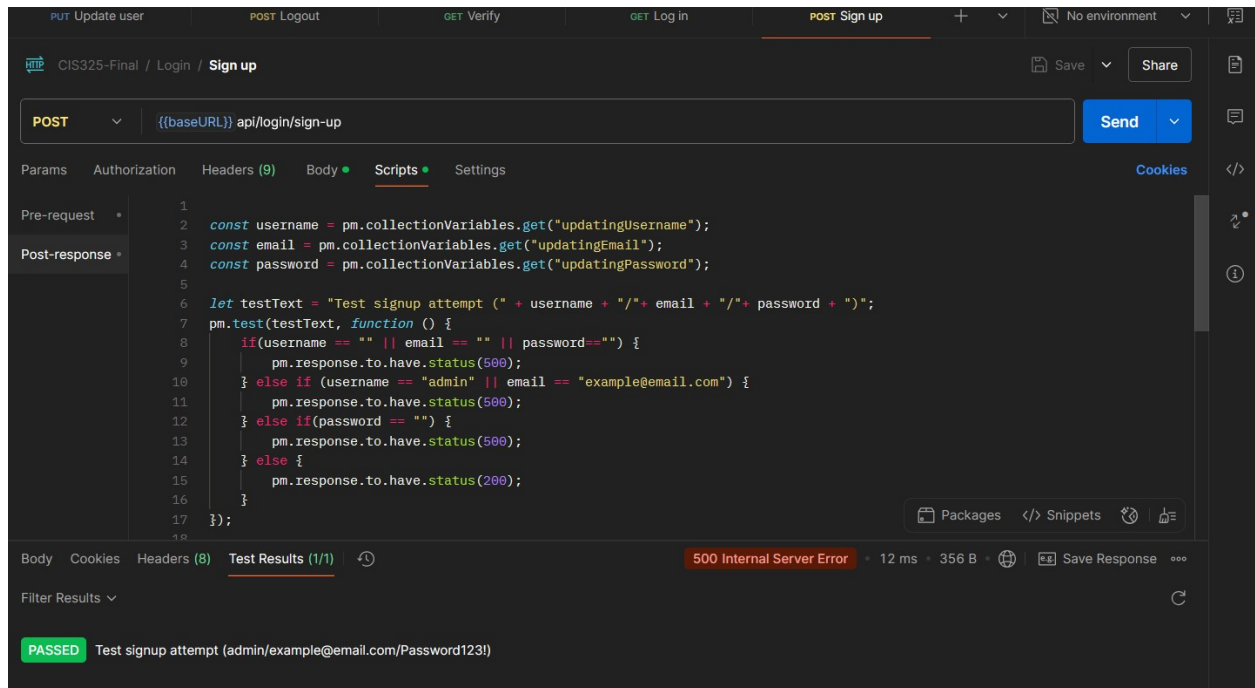 PUT Update user POST Logout GET Verify GET Log in POST Sign up No environment
HTTP CIS325-Final / Login / Sign up Save Share
POST {{baseURL}} api/login/sign-up Send
Params Authorization Headers (9) Body Scripts Settings Cookies
Pre-request
Post-response
1
2 const username = pm.collectionVariables.get("updatingUsername");
3 const email = pm.collectionVariables.get("updatingEmail");
4 const password = pm.collectionVariables.get("updatingPassword");
5
6 let testText = "Test signup attempt (" + username + "/"+ email + "/"+ password + ")";
7 pm.test(testText, function () {
8 if(username == "" || email == "" || password=="") {
9 pm.response.to.have.status(500);
10 } else if (username == "admin" || email == "example@email.com") {
11 pm.response.to.have.status(500);
12 } else if(password == "") {
13 pm.response.to.have.status(500);
14 } else {
15 pm.response.to.have.status(200);
16 }
17 });
18
Packages </> Snippets
Body Cookies Headers (8) Test Results (1/1) 500 Internal Server Error 12 ms 356 B e.g. Save Response
Filter Results
PASSED Test signup attempt (admin/example@email.com/Password123!)